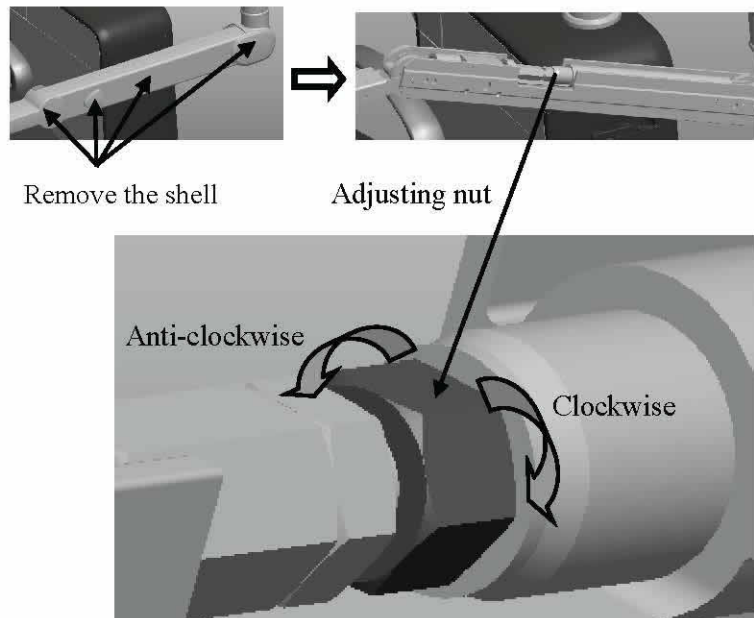 Remove the shell
Adjusting nut
Anti-clockwise
Clockwise